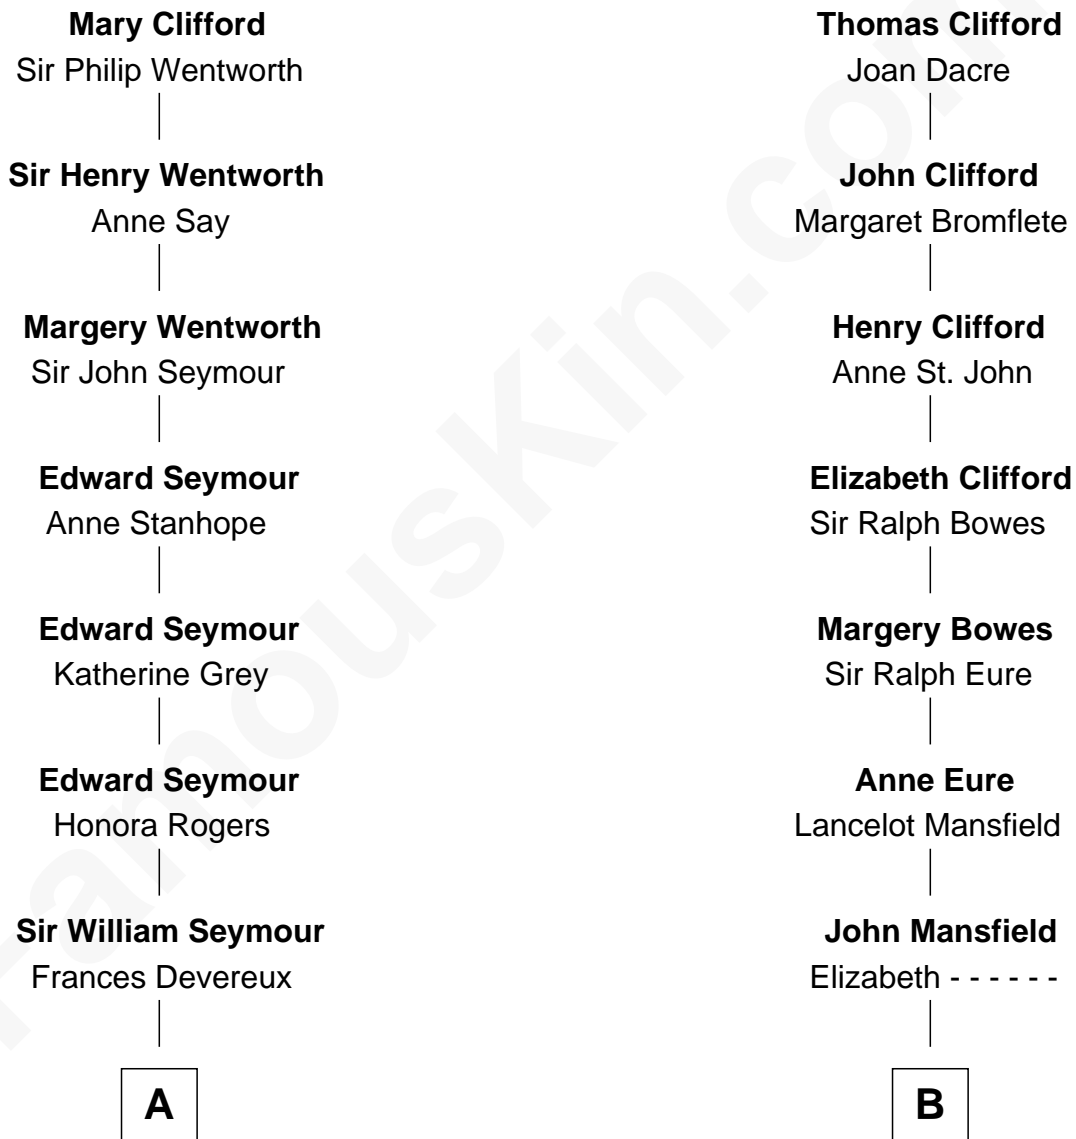 Mary Clifford
Sir Philip Wentworth
Sir Henry Wentworth
Anne Say
Margery Wentworth
Sir John Seymour
Edward Seymour
Anne Stanhope
Edward Seymour
Katherine Grey
Edward Seymour
Honora Rogers
Sir William Seymour
Frances Devereux
A
Thomas Clifford
Joan Dacre
John Clifford
Margaret Bromflete
Henry Clifford
Anne St. John
Elizabeth Clifford
Sir Ralph Bowes
Margery Bowes
Sir Ralph Eure
Anne Eure
Lancelot Mansfield
John Mansfield
Elizabeth - - - - - -
B
FamousKin.com